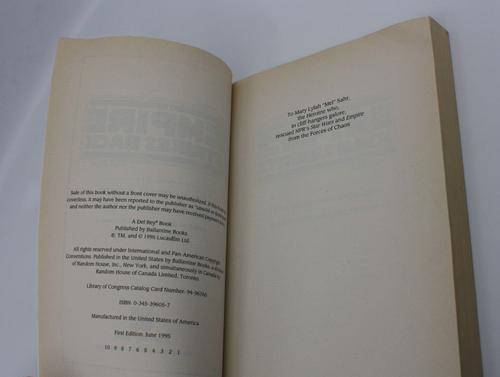 Sale of this book without a front cover may be unauthorized. If this book is
coverless, it may have been reported to the publisher as "unsold or destroyed"
and neither the author nor the publisher may have received payment for it.
A Del Rey® Book
Published by Ballantine Books
®, TM, and © 1995 Lucasfilm Ltd.
All rights reserved under International and Pan-American Copyright
Conventions. Published in the United States by Ballantine Books, a division
of Random House, Inc., New York, and simultaneously in Canada by
Random House of Canada Limited, Toronto.
Library of Congress Catalog Card Number:
ISBN: 0-345-39605-7
Manufactured in the United States of America
First Edition: June 1995
10 9 8 7 6 5 4 3 2 1
To Mary Lylah "Mel" Sahr,
the Heroine who,
in cliff hangers galore,
rescued NPR's Star Wars and Empire
from the Forces of Chaos